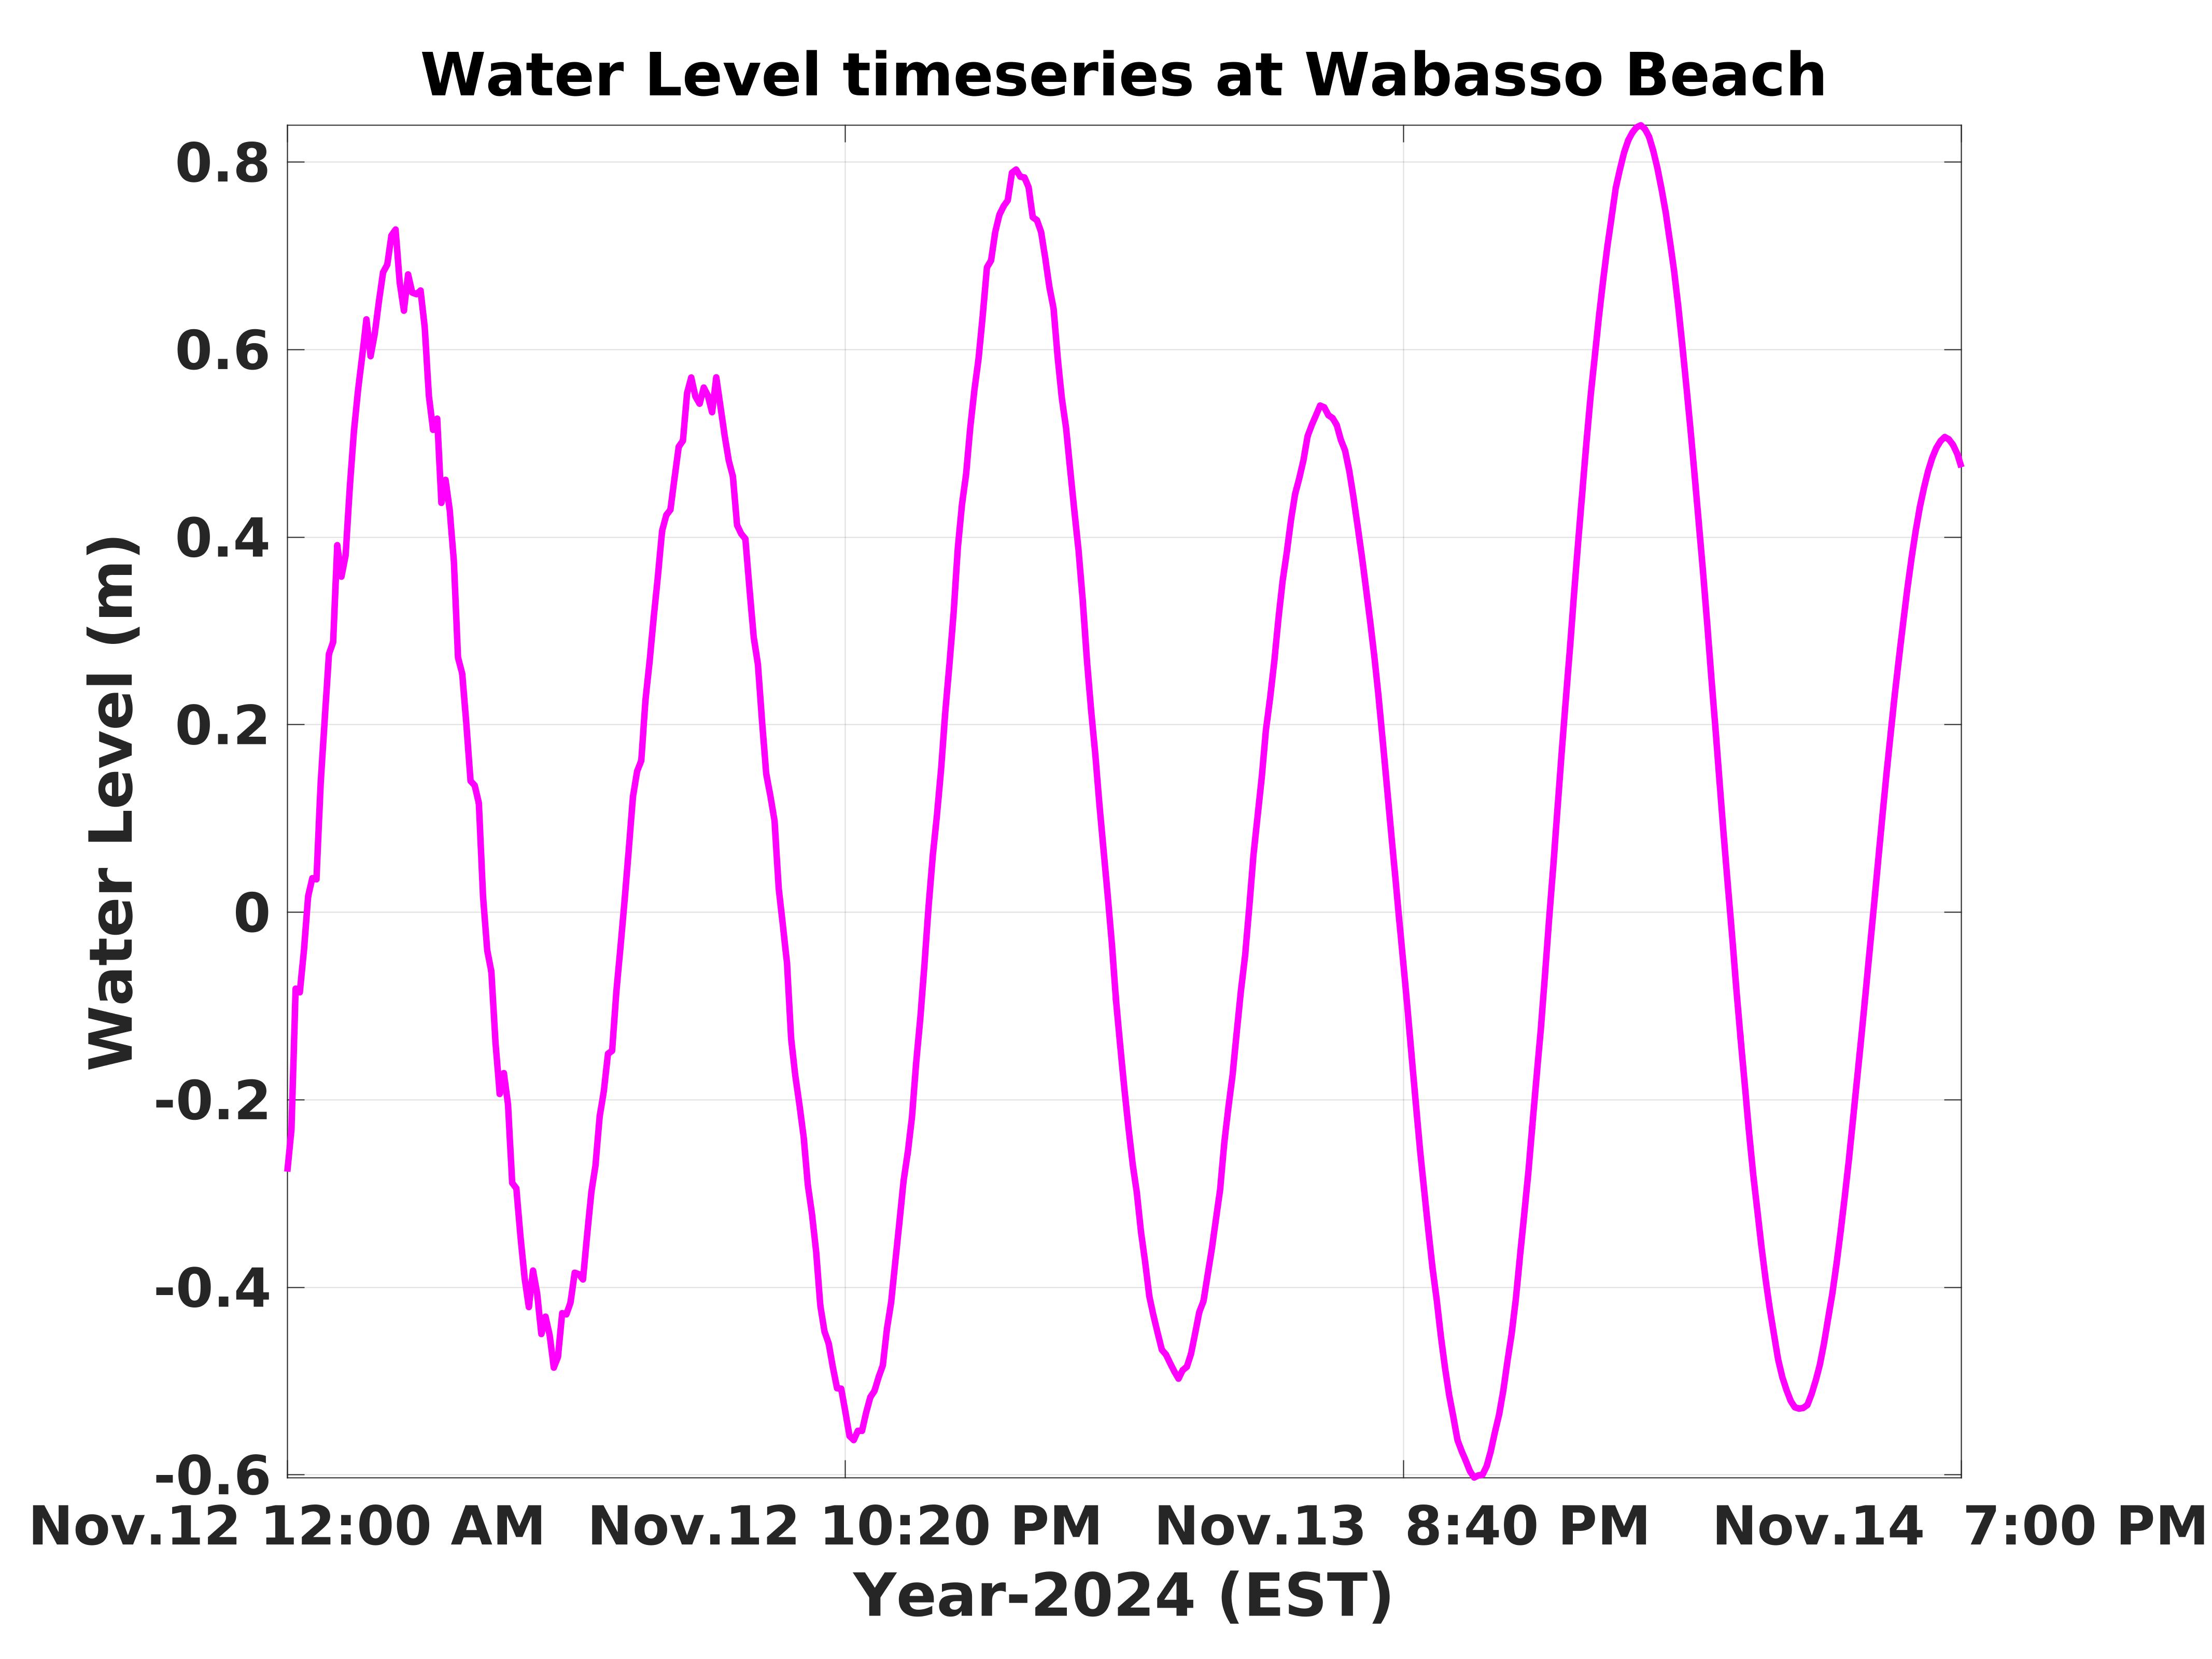 Water Level timeseries at Wabasso Beach
Water Level (m)
0.8
0.6
0.4
0.2
0
-0.2
-0.4
-0.6
Nov.12 12:00 AM Nov.12 10:20 PM Nov.13 8:40 PM Nov.14 7:00 PM
Year-2024 (EST)